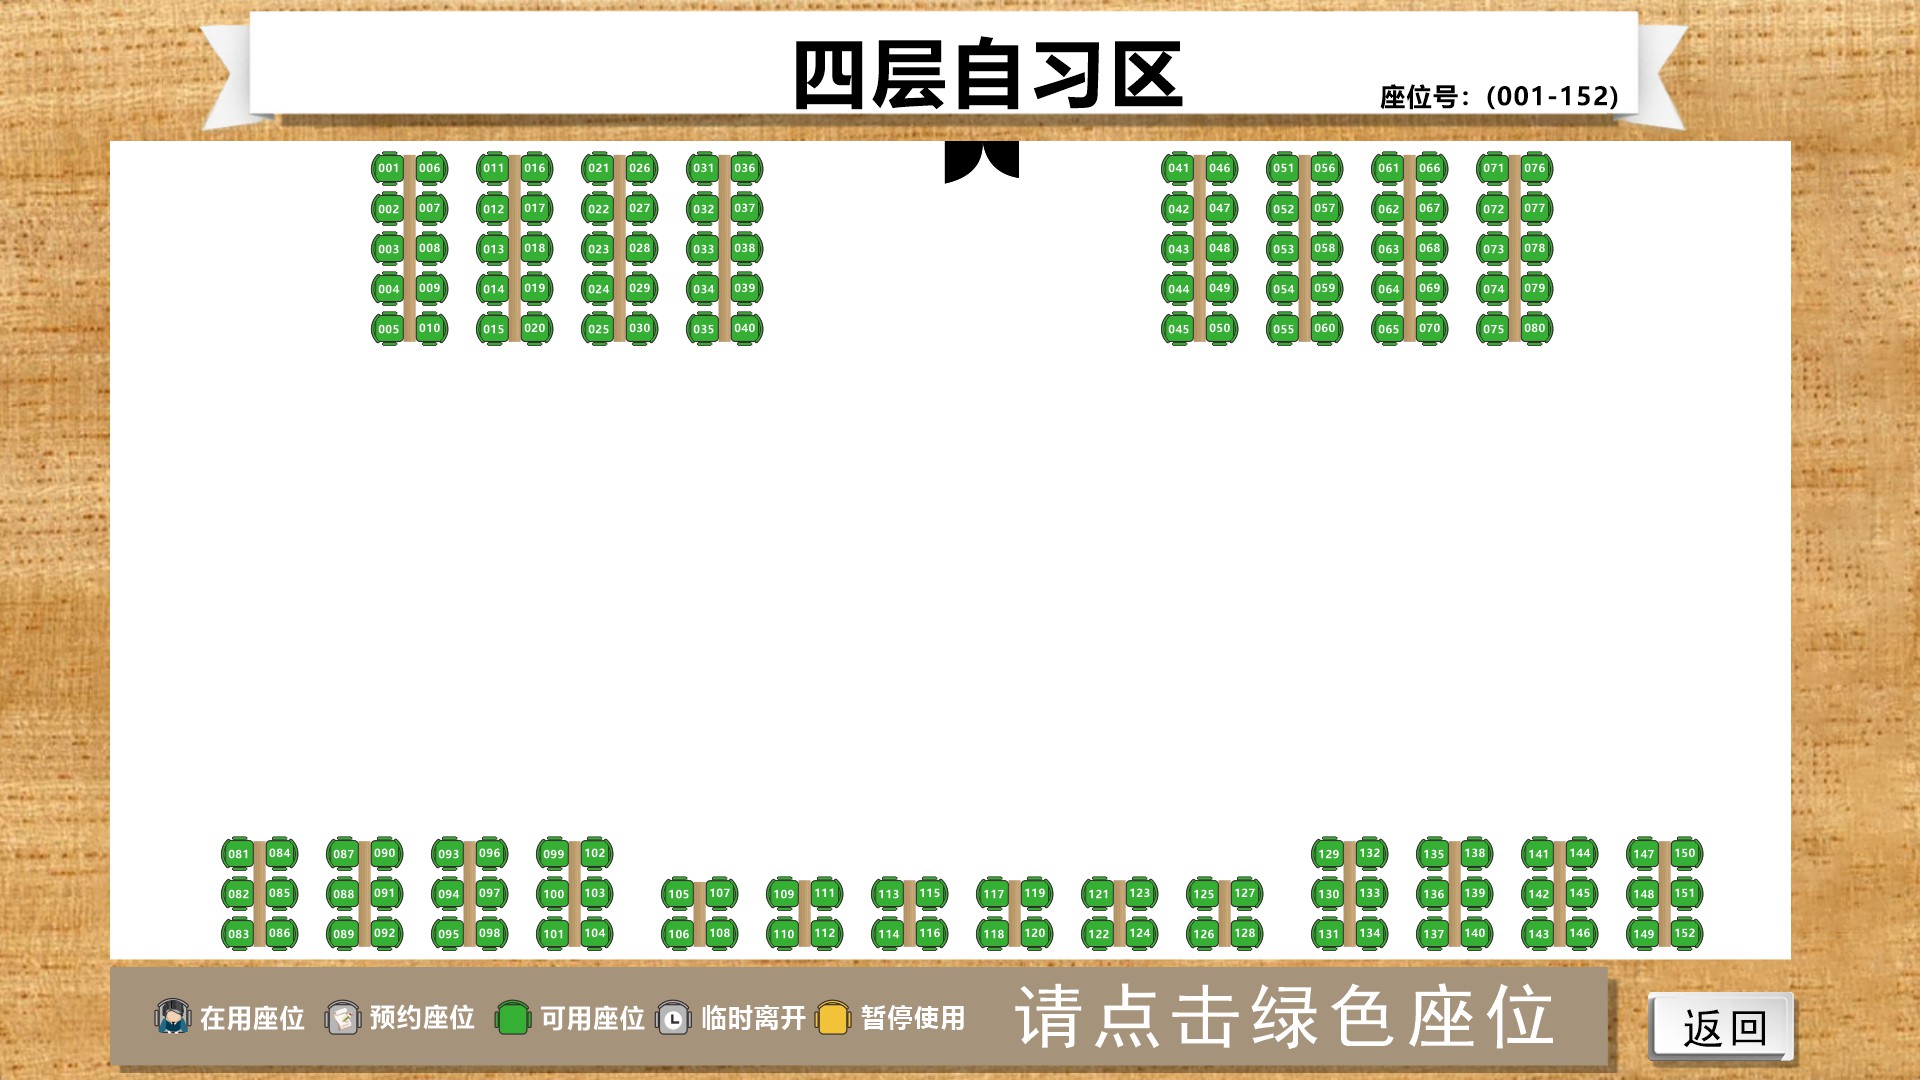 四层自习区
座位号：(001-152)
001 006 011 016 021 026 031 036 041 046 051 056 061 066 071 076
002 007 012 017 022 027 032 037 042 047 052 057 062 067 072 077
003 008 013 018 023 028 033 038 043 048 053 058 063 068 073 078
004 009 014 019 024 029 034 039 044 049 054 059 064 069 074 079
005 010 015 020 025 030 035 040 045 050 055 060 065 070 075 080
081 084 087 090 093 096 099 102 129 132 135 138 141 144 147 150
082 085 088 091 094 097 100 103 105 107 109 111 113 115 117 119 121 123 125 127 130 133 136 139 142 145 148 151
083 086 089 092 095 098 101 104 106 108 110 112 114 116 118 120 122 124 126 128 131 134 137 140 143 146 149 152
在用座位 预约座位 可用座位 临时离开 暂停使用
请点击绿色座位
返回